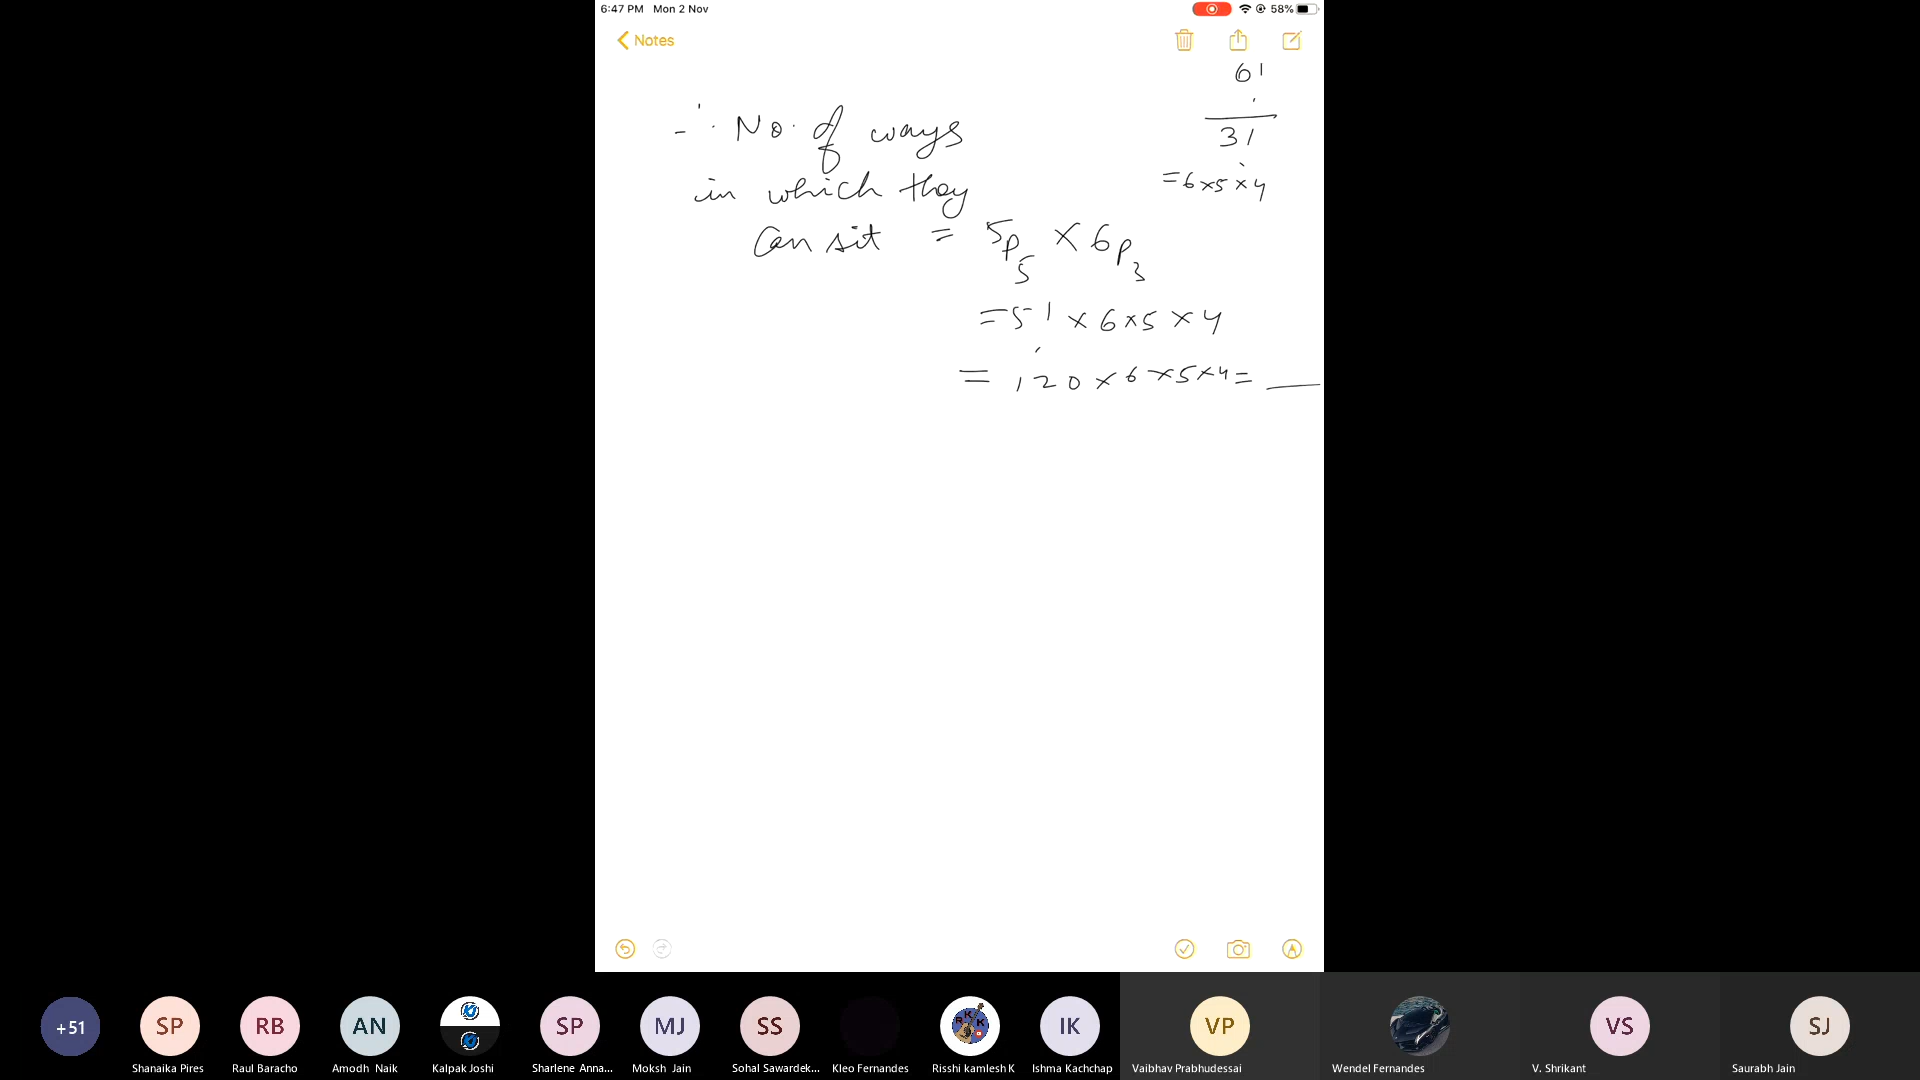 6:47 PM Mon 2 Nov
58%
Notes
6!
3!
= 6 x 5 x 4
∴ No. of ways
in which they
can sit = 5P5 x 6P3
= 5! x 6 x 5 x 4
= 120 x 6 x 5 x 4 = __
+51
SP
RB
AN
SP
MJ
SS
RKK
IK
VP
VS
SJ
Shanaika Pires
Raul Baracho
Amodh Naik
Kalpak Joshi
Sharlene Anna...
Moksh Jain
Sohal Sawardek...
Kleo Fernandes
Risshi kamlesh K
Ishma Kachchap
Vaibhav Prabhudessai
Wendel Fernandes
V. Shrikant
Saurabh Jain